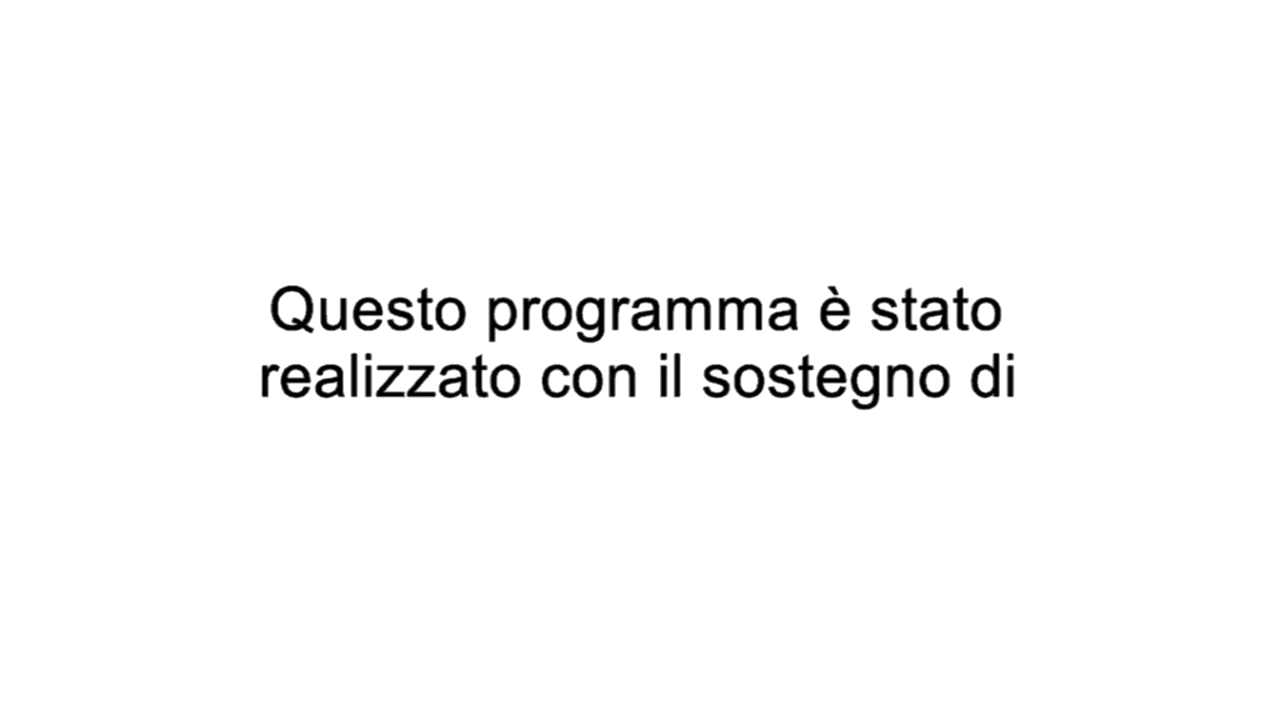 Questo programma è stato
realizzato con il sostegno di